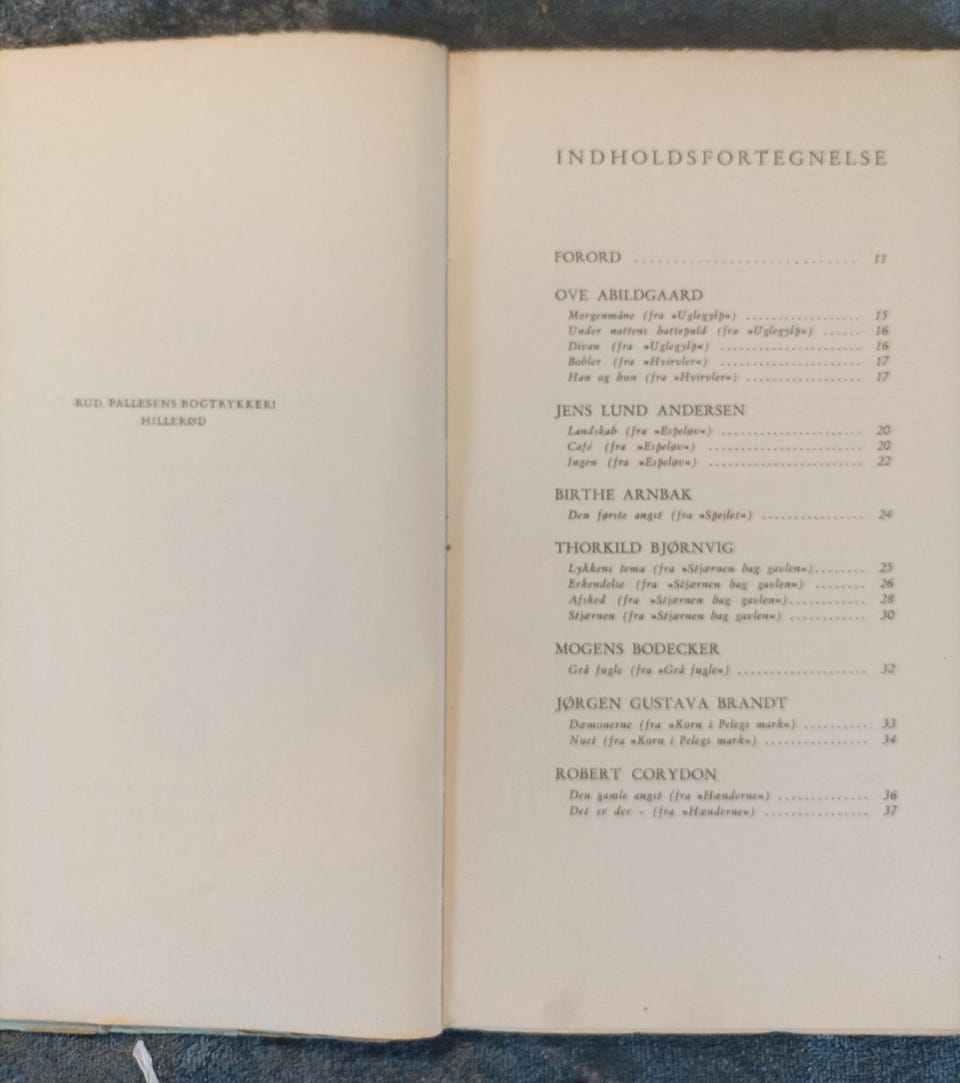 RUD. PALLESENS BOGTRYKKERI
HILLERØD
INDHOLDSFORTEGNELSE
FORORD ............................ 11
OVE ABILDGAARD
Morgenmåne (fra »Uglegylp«) .................. 15
Under nattens hattepuld (fra »Uglegylp«) ...... 16
Divan (fra »Uglegylp«) ...................... 16
Bobler (fra »Hvirvler«) ...................... 17
Han og hun (fra »Hvirvler«) .................. 17
JENS LUND ANDERSEN
Landskab (fra »Espeløv«) ...................... 20
Café (fra »Espeløv«) ........................ 20
Ingen (fra »Espeløv«) ........................ 22
BIRTHE ARNBAK
Den første angst (fra »Spejlet«) ................ 24
THORKILD BJØRNVIG
Lykkens tema (fra »Stjærnen bag gavlen«)........ 25
Erkendelse (fra »Stjærnen bag gavlen«) ........ 26
Afsked (fra »Stjærnen bag gavlen«)............ 28
Stjærnen (fra »Stjærnen bag gavlen«) ............ 30
MOGENS BODECKER
Grå fugle (fra »Grå fugle«) .................... 32
JØRGEN GUSTAVA BRANDT
Dæmonerne (fra »Korn i Pelegs mark«) .......... 33
Nuet (fra »Korn i Pelegs mark«) ................ 34
ROBERT CORYDON
Den gamle angst (fra »Hænderne«) .............. 36
Det er der - (fra »Hænderne«) ................ 37